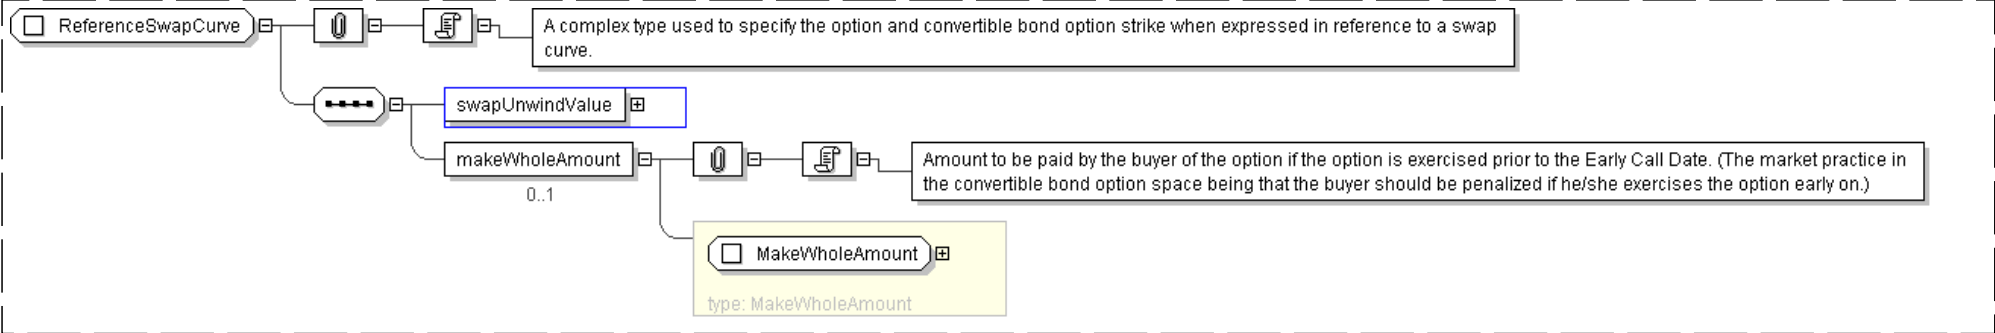 ReferenceSwapCurve
A complex type used to specify the option and convertible bond option strike when expressed in reference to a swap
curve.
swapUnwindValue
makeWholeAmount
0..1
Amount to be paid by the buyer of the option if the option is exercised prior to the Early Call Date. (The market practice in
the convertible bond option space being that the buyer should be penalized if he/she exercises the option early on.)
MakeWholeAmount
type: MakeWholeAmount